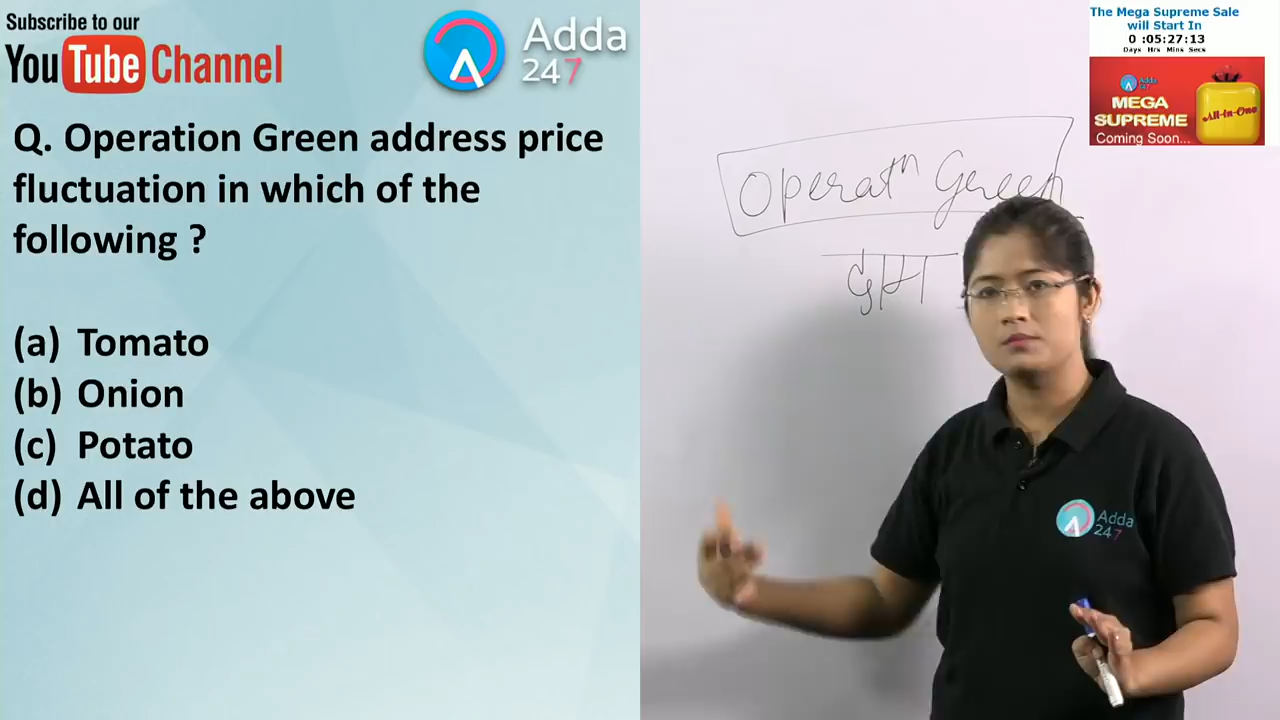 Subscribe to our
YouTube Channel
Adda
247
Q. Operation Green address price
fluctuation in which of the
following ?
(a) Tomato
(b) Onion
(c) Potato
(d) All of the above
The Mega Supreme Sale
will Start In
0 :05:27:13
Days Hrs Mins Secs
Adda
247
MEGA
SUPREME
Coming Soon...
All-In-One
Operatn Green
दाम
Adda
247